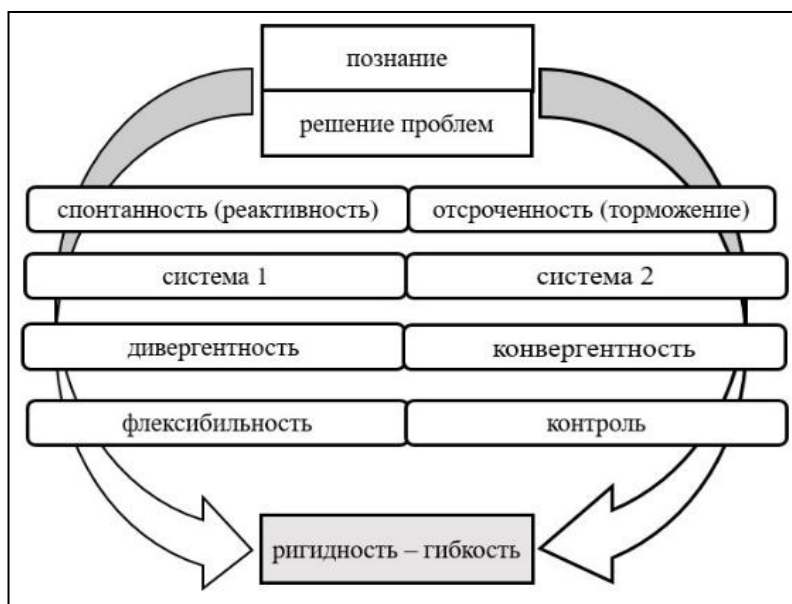 познание
решение проблем
спонтанность (реактивность)
отсроченность (торможение)
система 1
система 2
дивергентность
конвергентность
флексибильность
контроль
ригидность – гибкость